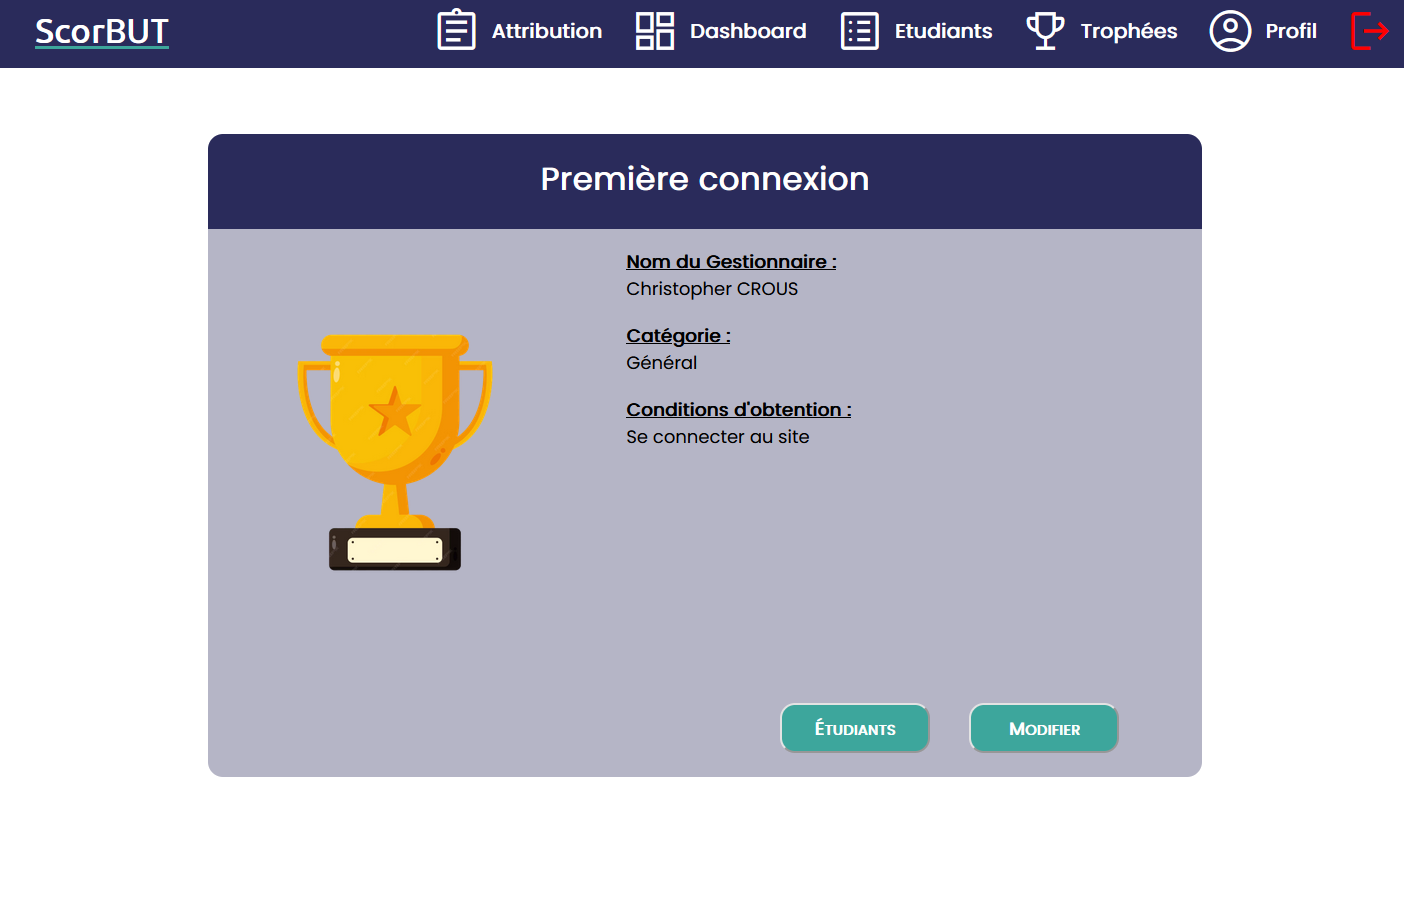 ScorBUT
Attribution
Dashboard
Etudiants
Trophées
Profil
Première connexion
Nom du Gestionnaire :
Christopher CROUS
Catégorie :
Général
Conditions d'obtention :
Se connecter au site
Étudiants
Modifier